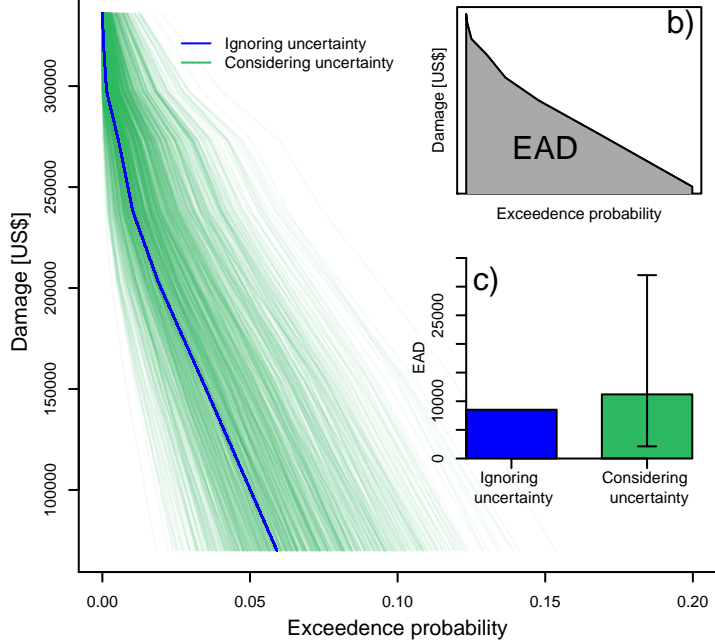 Ignoring uncertainty
Considering uncertainty
Damage [US$]
300000
250000
200000
150000
100000
0.00
0.05
0.10
0.15
0.20
Exceedence probability
b)
Damage [US$]
EAD
Exceedence probability
c)
EAD
25000
10000
0
Ignoring
uncertainty
Considering
uncertainty